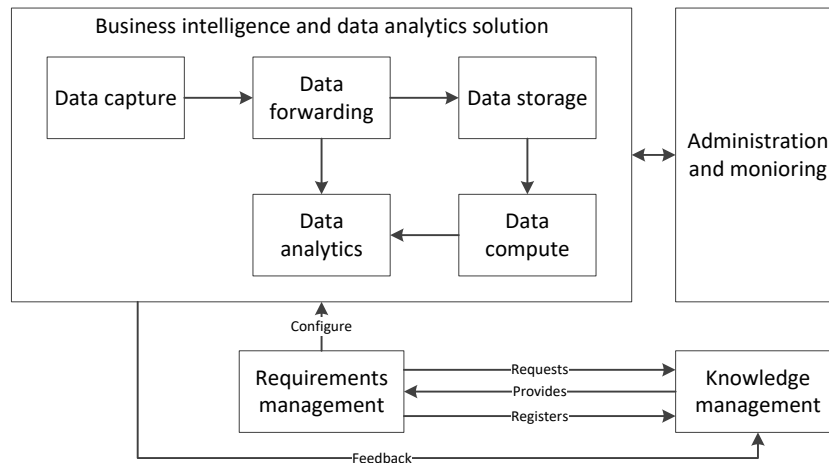 Business intelligence and data analytics solution
Data capture
Data
forwarding
Data storage
Administration
and monioring
Data
analytics
Data
compute
Configure
Requirements
management
Requests
Provides
Registers
Knowledge
management
Feedback